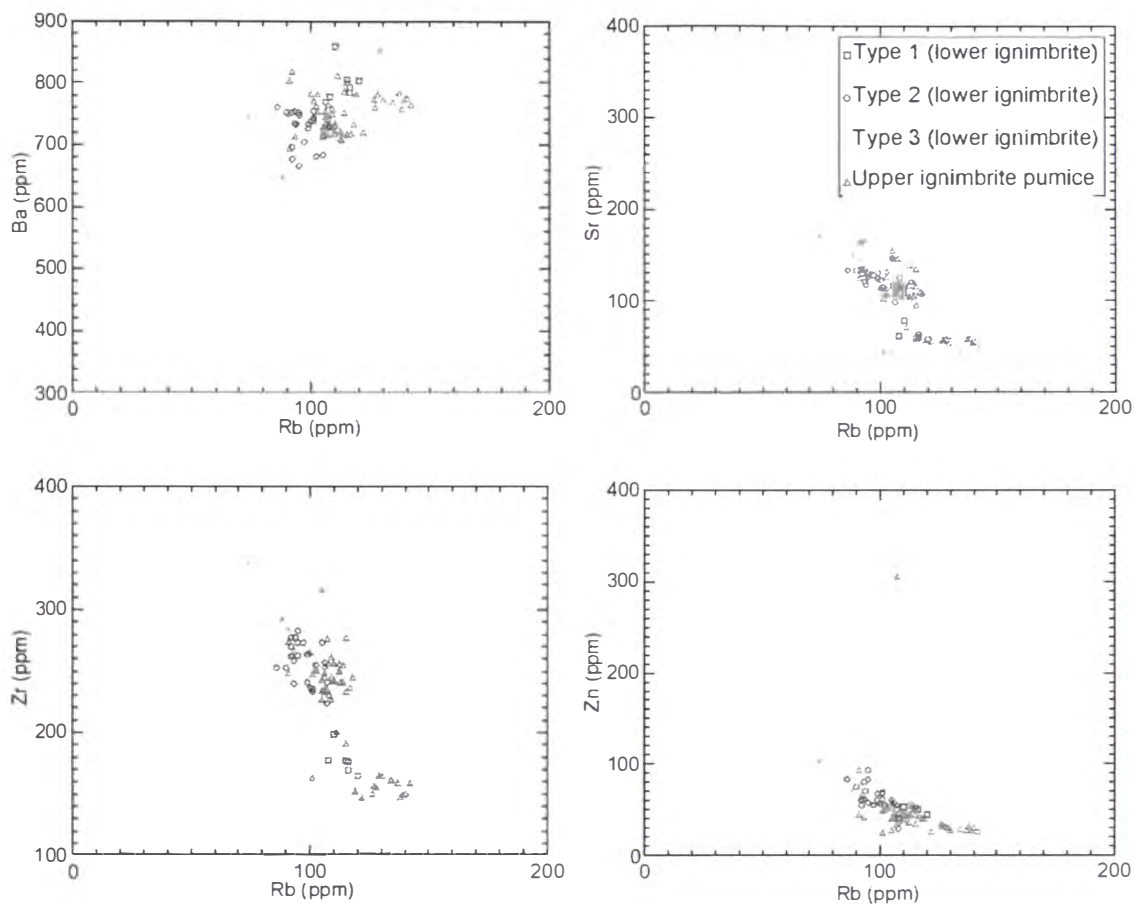 900
800
700
600
500
400
300
Ba (ppm)
0
100
200
Rb (ppm)
400
300
200
100
0
Sr (ppm)
0
100
200
Rb (ppm)
Type 1 (lower ignimbrite)
Type 2 (lower ignimbrite)
Type 3 (lower ignimbrite)
Upper ignimbrite pumice
400
300
200
100
Zr (ppm)
0
100
200
Rb (ppm)
400
300
200
100
0
Zn (ppm)
0
100
200
Rb (ppm)